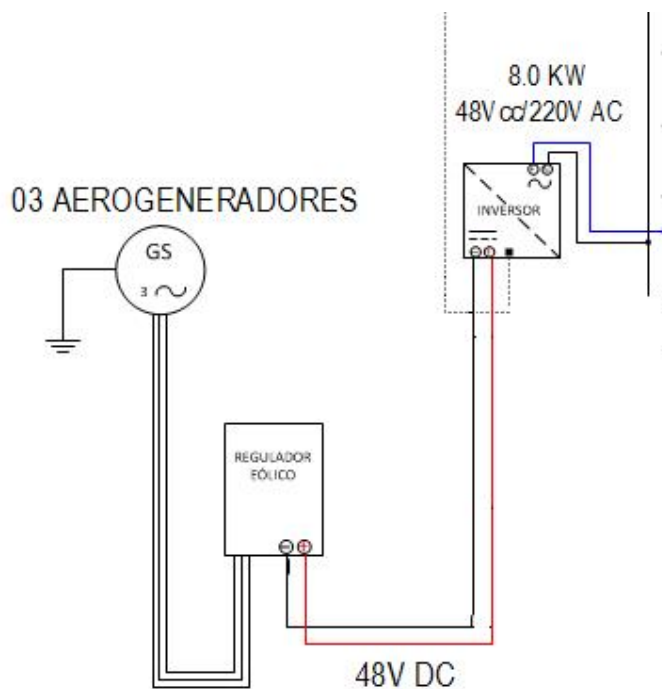 8.0 KW
48V cc/220V AC
INVERSOR
03 AEROGENERADORES
GS
3
REGULADOR
EÓLICO
48V DC